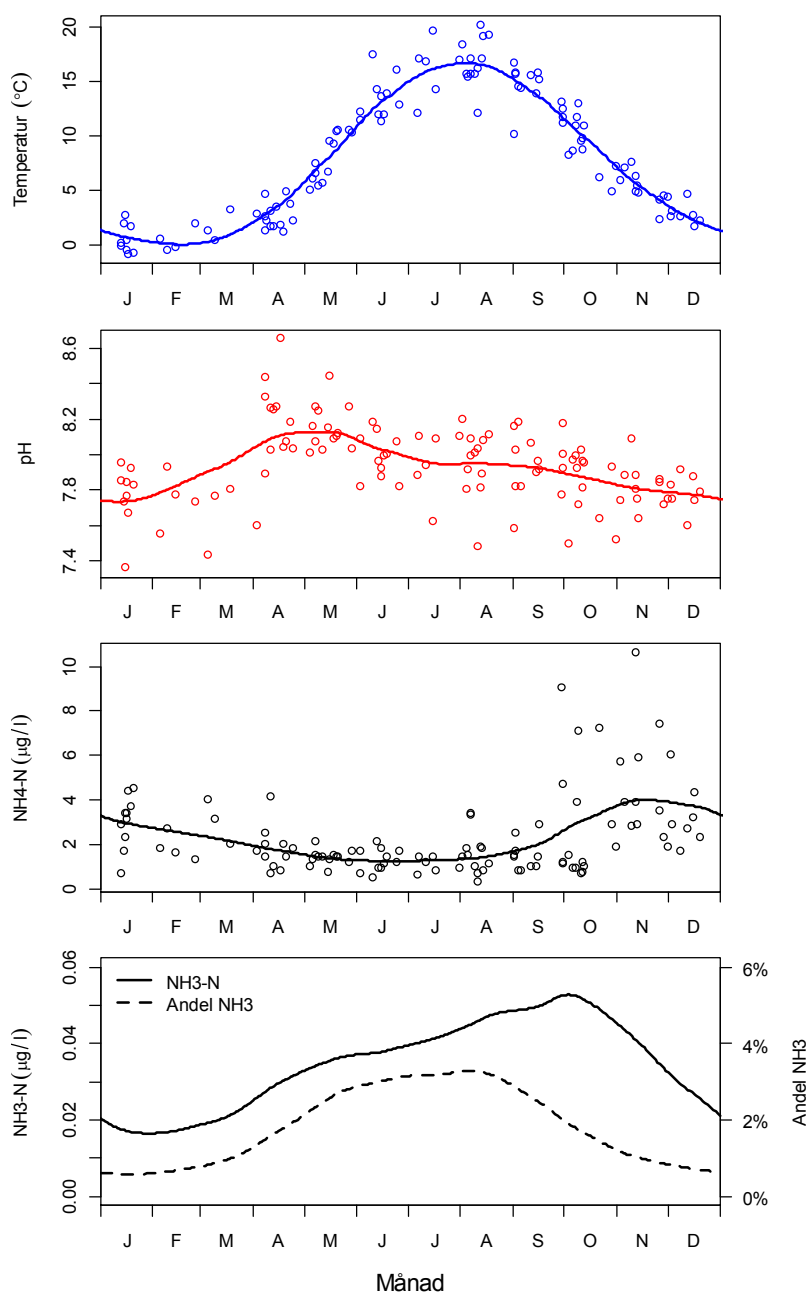 Temperatur (°C)
20
15
10
5
0
J F M A M J J A S O N D
pH
8.6
8.2
7.8
7.4
J F M A M J J A S O N D
NH4-N (µg/l)
10
8
6
4
2
0
J F M A M J J A S O N D
NH3-N (µg/l)
0.06
0.04
0.02
0.00
NH3-N
Andel NH3
6%
4%
2%
0%
Andel NH3
J F M A M J J A S O N D
Månad